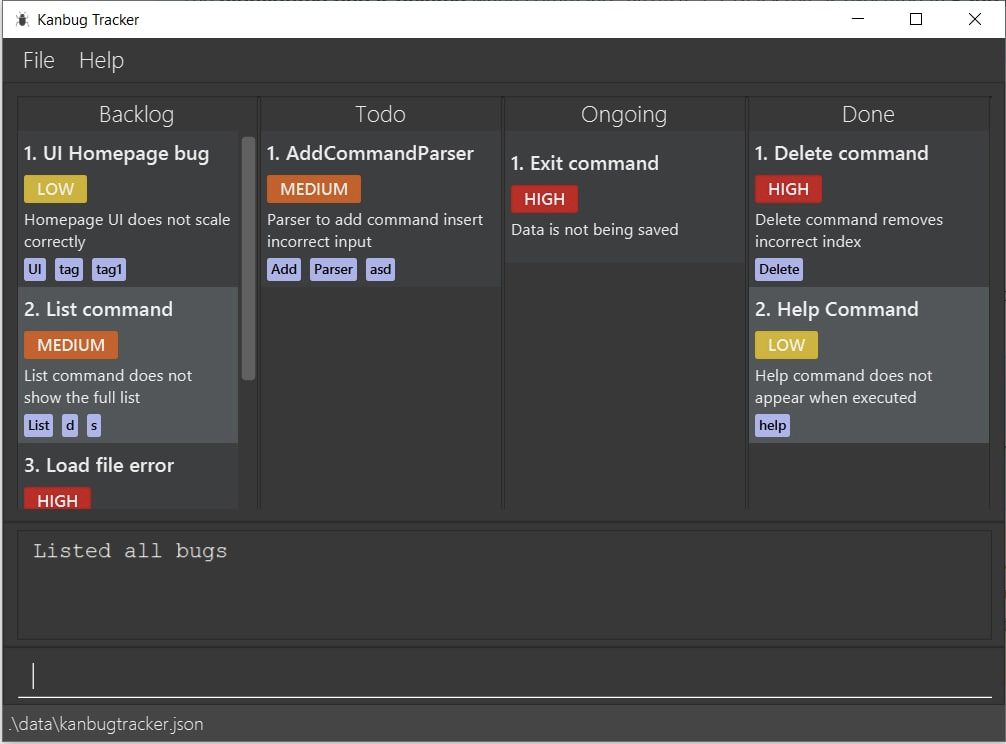 Kanbug Tracker
File Help
Backlog
1. UI Homepage bug
LOW
Homepage UI does not scale
correctly
UI tag tag1
2. List command
MEDIUM
List command does not
show the full list
List d s
3. Load file error
HIGH
Todo
1. AddCommandParser
MEDIUM
Parser to add command insert
incorrect input
Add Parser asd
Ongoing
1. Exit command
HIGH
Data is not being saved
Done
1. Delete command
HIGH
Delete command removes
incorrect index
Delete
2. Help Command
LOW
Help command does not
appear when executed
help
Listed all bugs
.\data\kanbugtracker.json